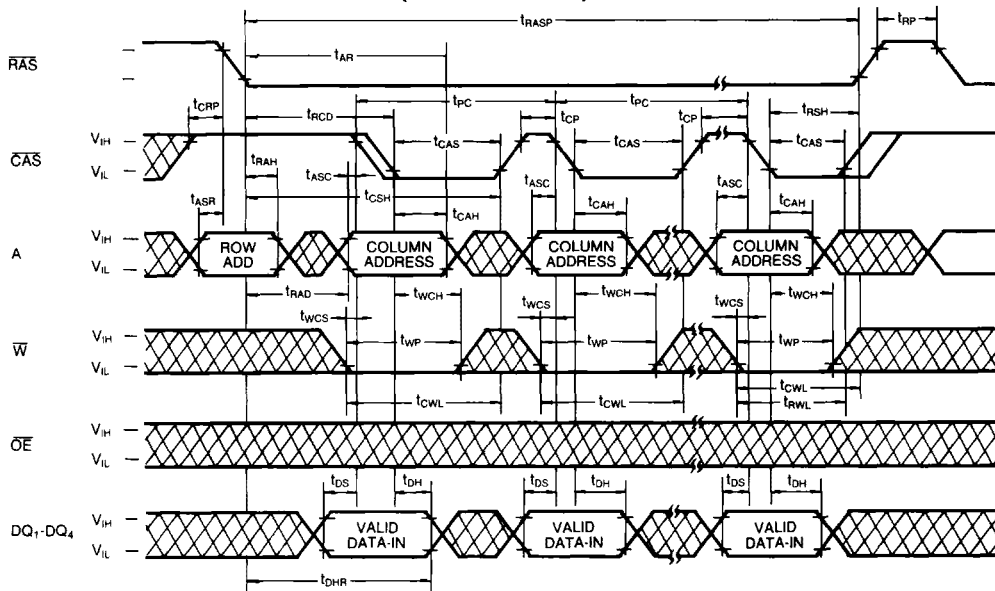 tRASP
tRP
tAR
RAS
tCRP
tRCD
tPC
tCP
tPC
tCP
tRSH
CAS
VIH
VIL
tRAH
tASC
tCAS
tCSH
tASC
tCAS
tASC
tCAS
tASR
tCAH
tCAH
tCAH
A
VIH
VIL
ROW ADD
COLUMN ADDRESS
COLUMN ADDRESS
COLUMN ADDRESS
tRAD
tWCH
tWCS
tWCS
tWCH
tWCS
tWCH
W
VIH
VIL
tWP
tWP
tWP
tCWL
tCWL
tCWL
tRWL
OE
VIH
VIL
tDS
tDH
tDS
tDH
tDS
tDH
DQ1-DQ4
VIH
VIL
VALID DATA-IN
VALID DATA-IN
VALID DATA-IN
tDHR